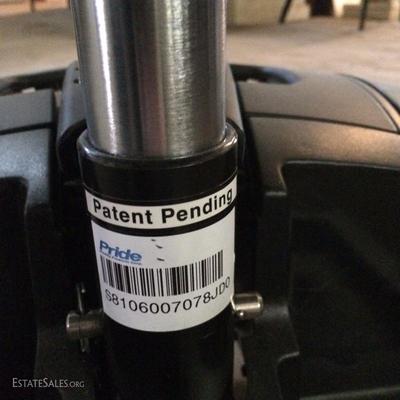 Patent Pending
Pride
S8106007078JD0
ESTATESALES.ORG